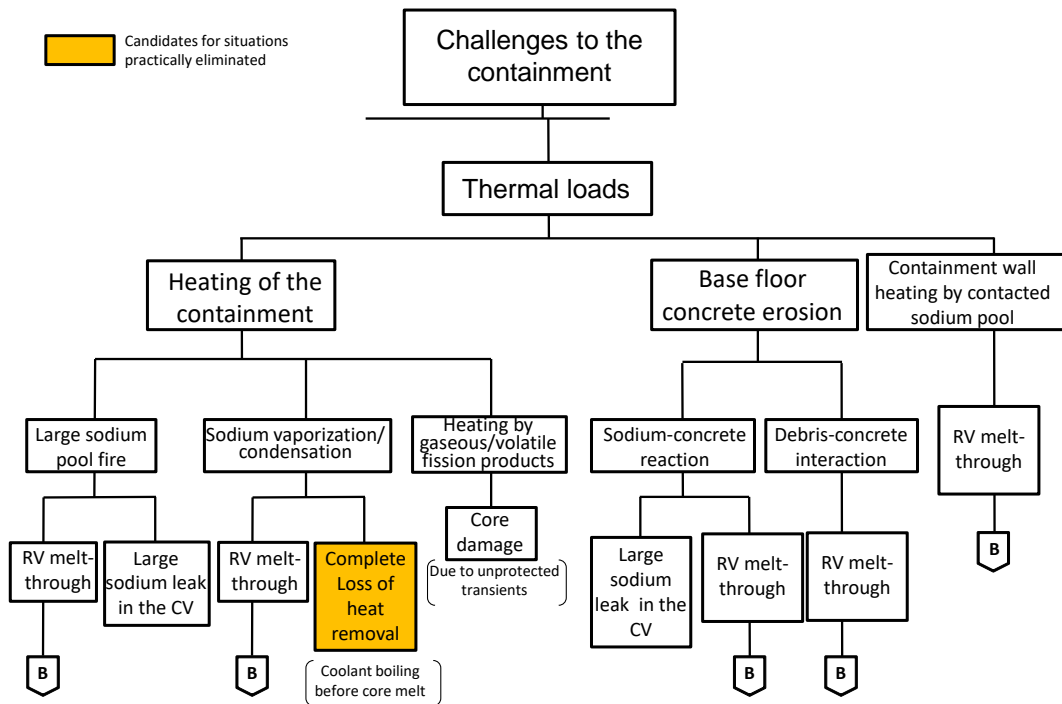 Candidates for situations
practically eliminated
Challenges to the
containment
Thermal loads
Heating of the
containment
Base floor
concrete erosion
Containment wall
heating by contacted
sodium pool
Large sodium
pool fire
Sodium vaporization/
condensation
Heating by
gaseous/volatile
fission products
Sodium-concrete
reaction
Debris-concrete
interaction
RV melt-
through
RV melt-
through
Large
sodium leak
in the CV
RV melt-
through
Complete
Loss of
heat
removal
Core
damage
Due to unprotected
transients
Large
sodium
leak in the
CV
RV melt-
through
RV melt-
through
B
B
B
Coolant boiling
before core melt
B
B